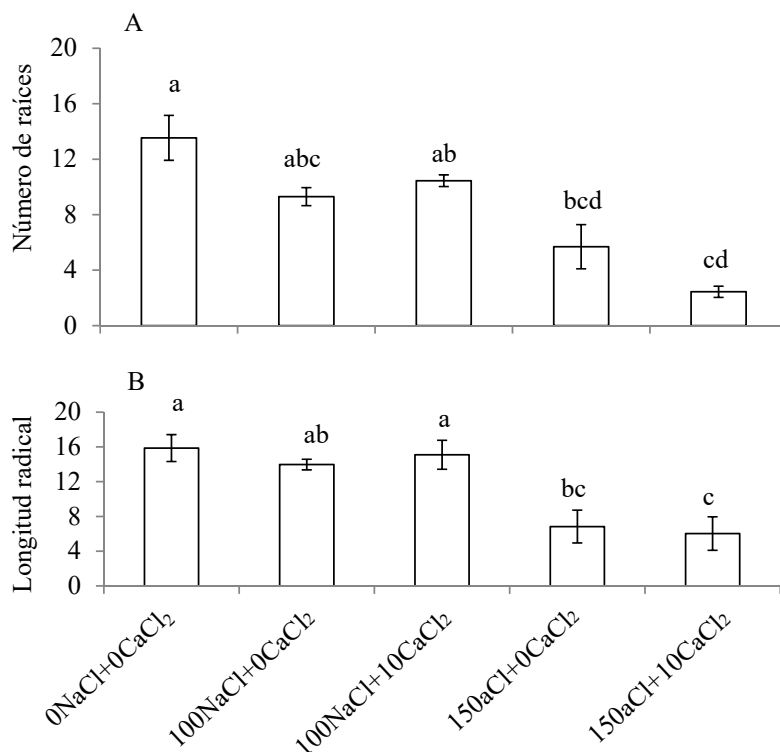 A
Número de raíces
20
16
12
8
4
0
a
abc
ab
bcd
cd
B
Longitud radical
20
16
12
8
4
0
a
ab
a
bc
c
0NaCl+0CaCl₂
100NaCl+0CaCl₂
100NaCl+10CaCl₂
150aCl+0CaCl₂
150aCl+10CaCl₂